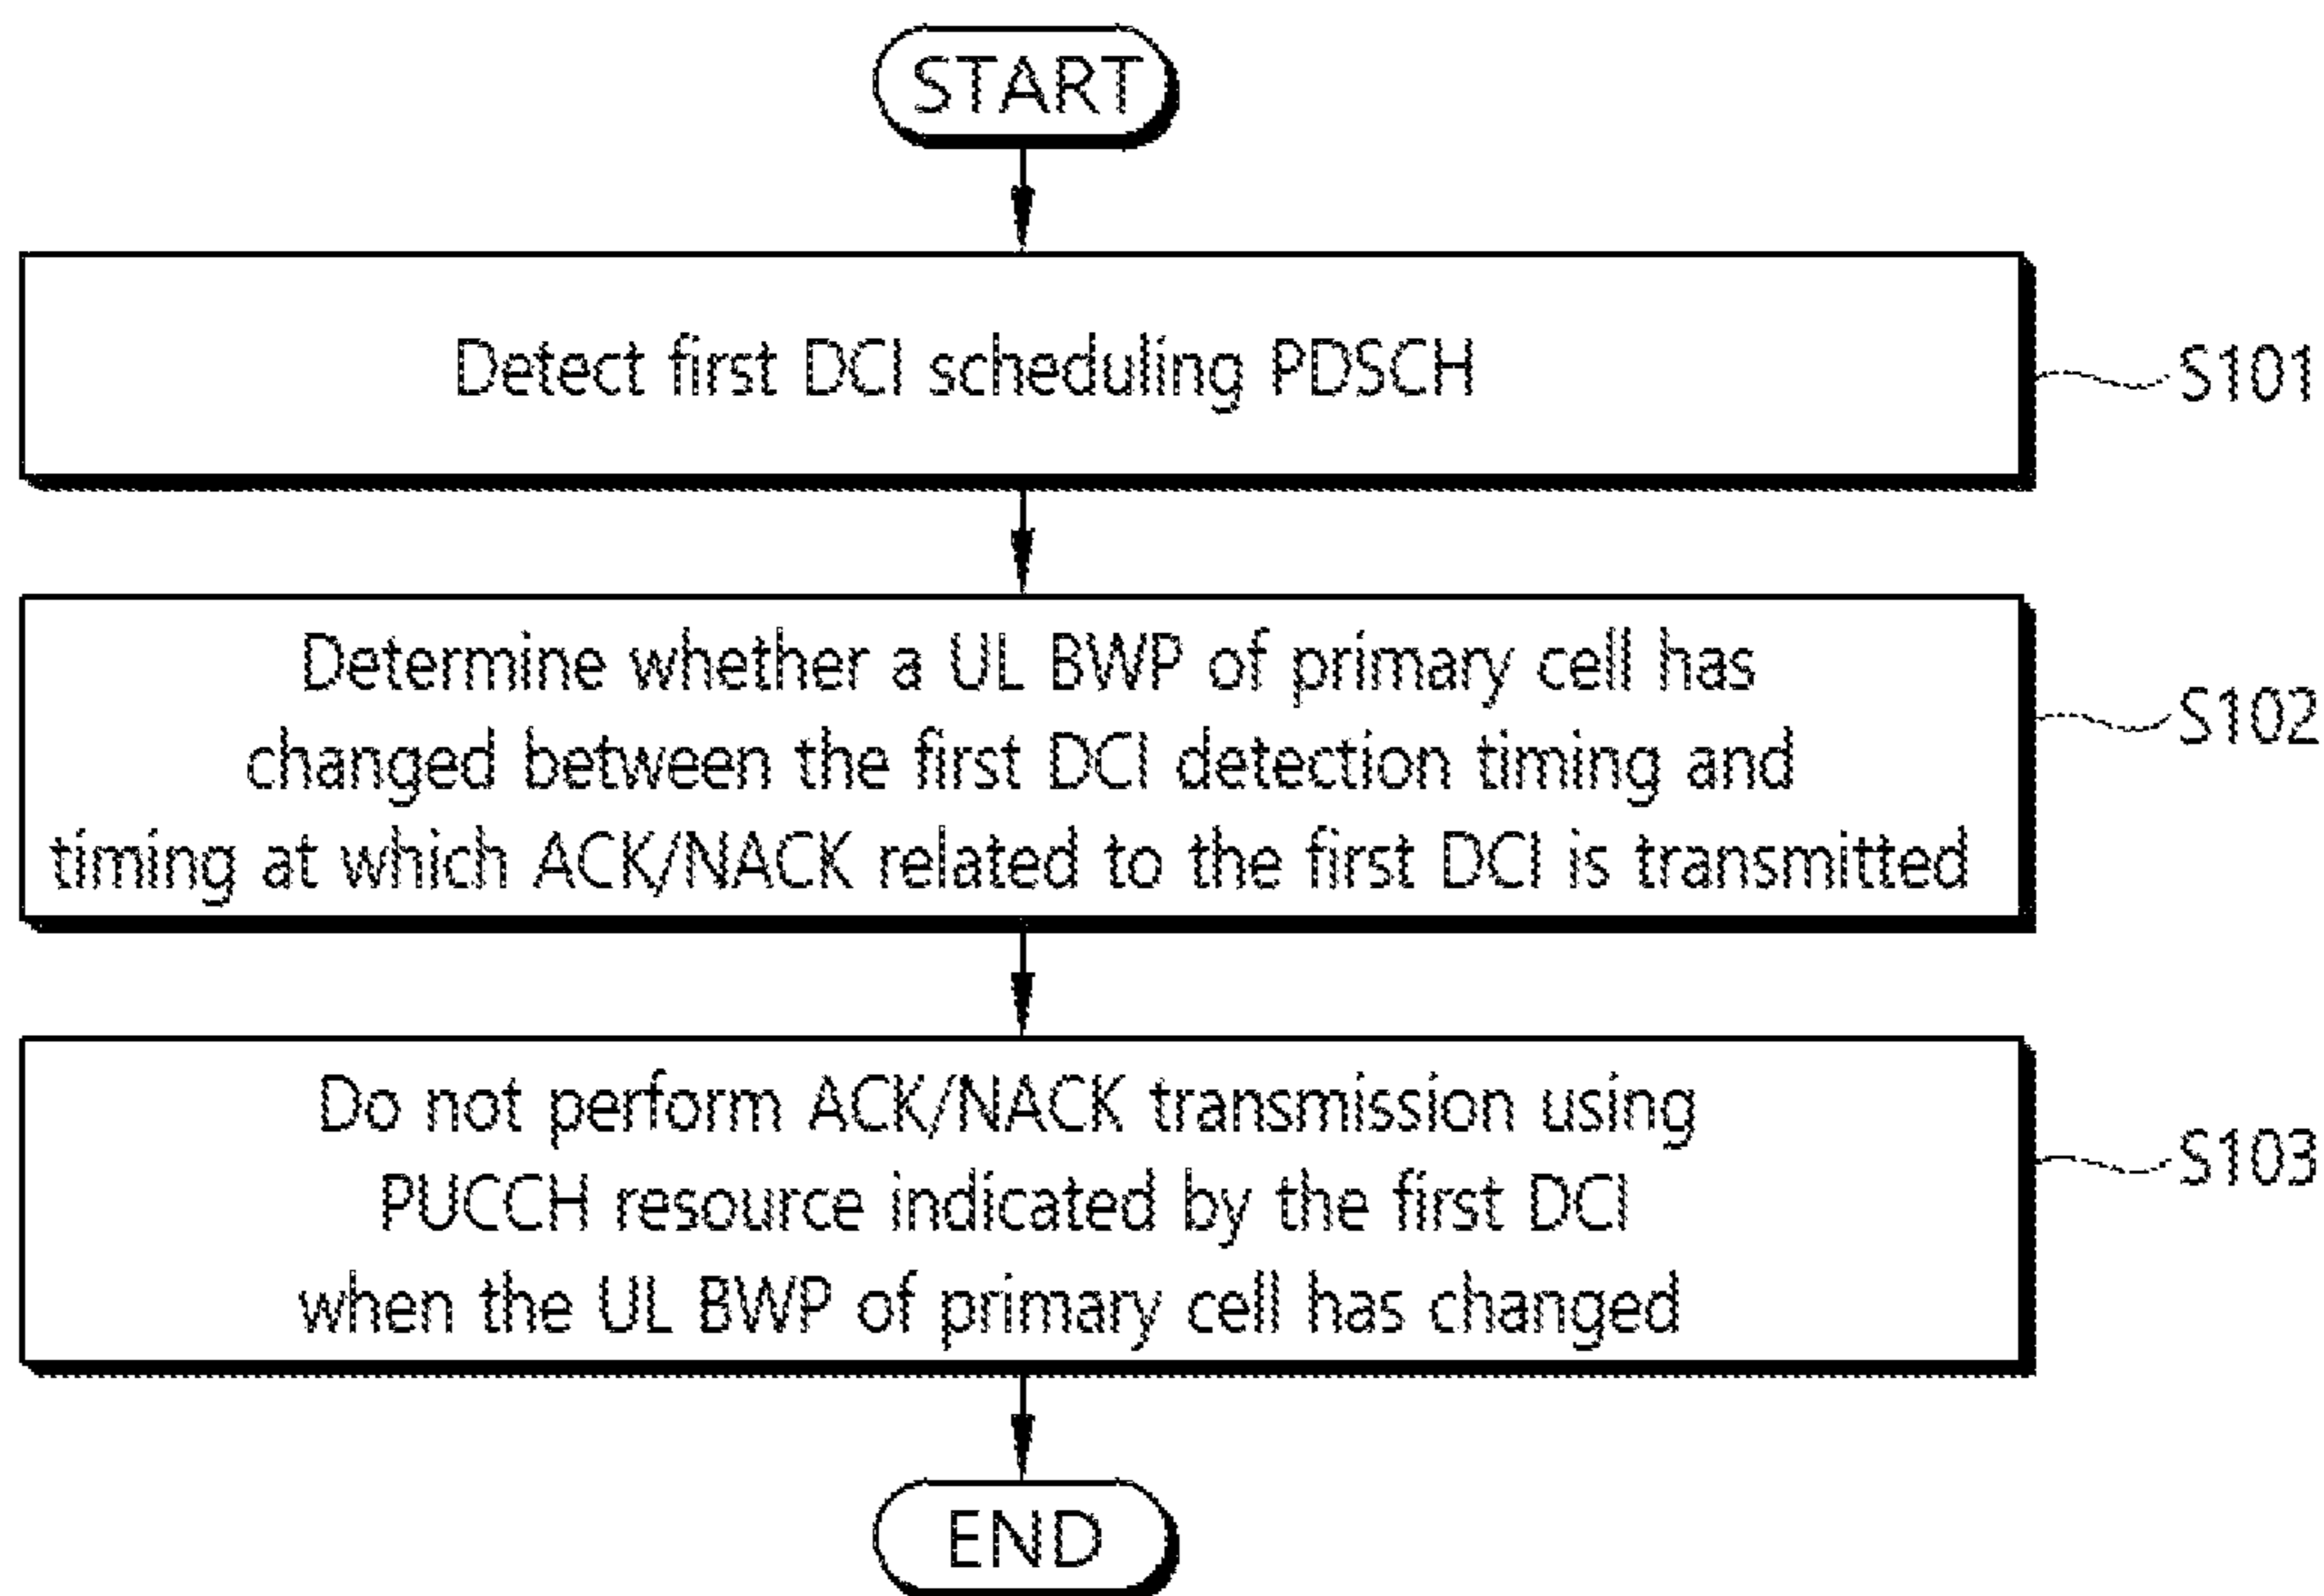 START
Detect first DCI scheduling PDSCH
S101
Determine whether a UL BWP of primary cell has
changed between the first DCI detection timing and
timing at which ACK/NACK related to the first DCI is transmitted
S102
Do not perform ACK/NACK transmission using
PUCCH resource indicated by the first DCI
when the UL BWP of primary cell has changed
S103
END